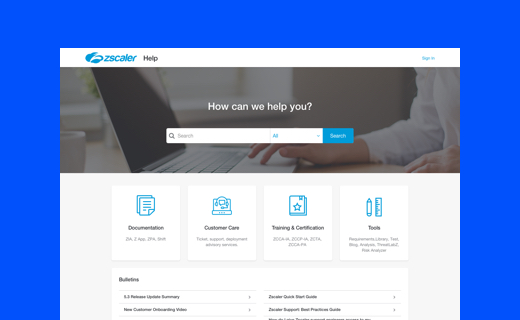 zscaler Help
Sign In
How can we help you?
Search
All
Search
Documentation
Customer Care
Training & Certification
Tools
ZIA, Z App, ZPA, Shift
Ticket, support, deployment
advisory services.
ZCCA-IA, ZCCP-IA, ZCTA,
ZCCA-PA
Requirements Library, Test,
Blog, Analysis, ThreatLabZ,
Risk Analyzer
Bulletins
5.3 Release Update Summary
Zscaler Quick Start Guide
New Customer Onboarding Video
Zscaler Support: Best Practices Guide